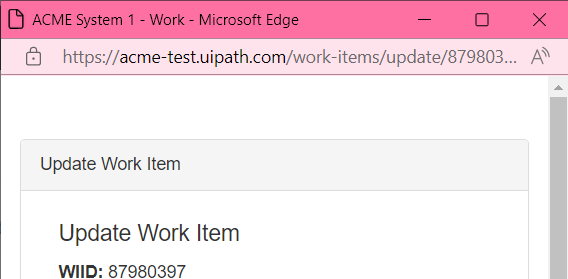 ACME System 1 - Work - Microsoft Edge
https://acme-test.uipath.com/work-items/update/879803...
Update Work Item
Update Work Item
WIID: 87980397